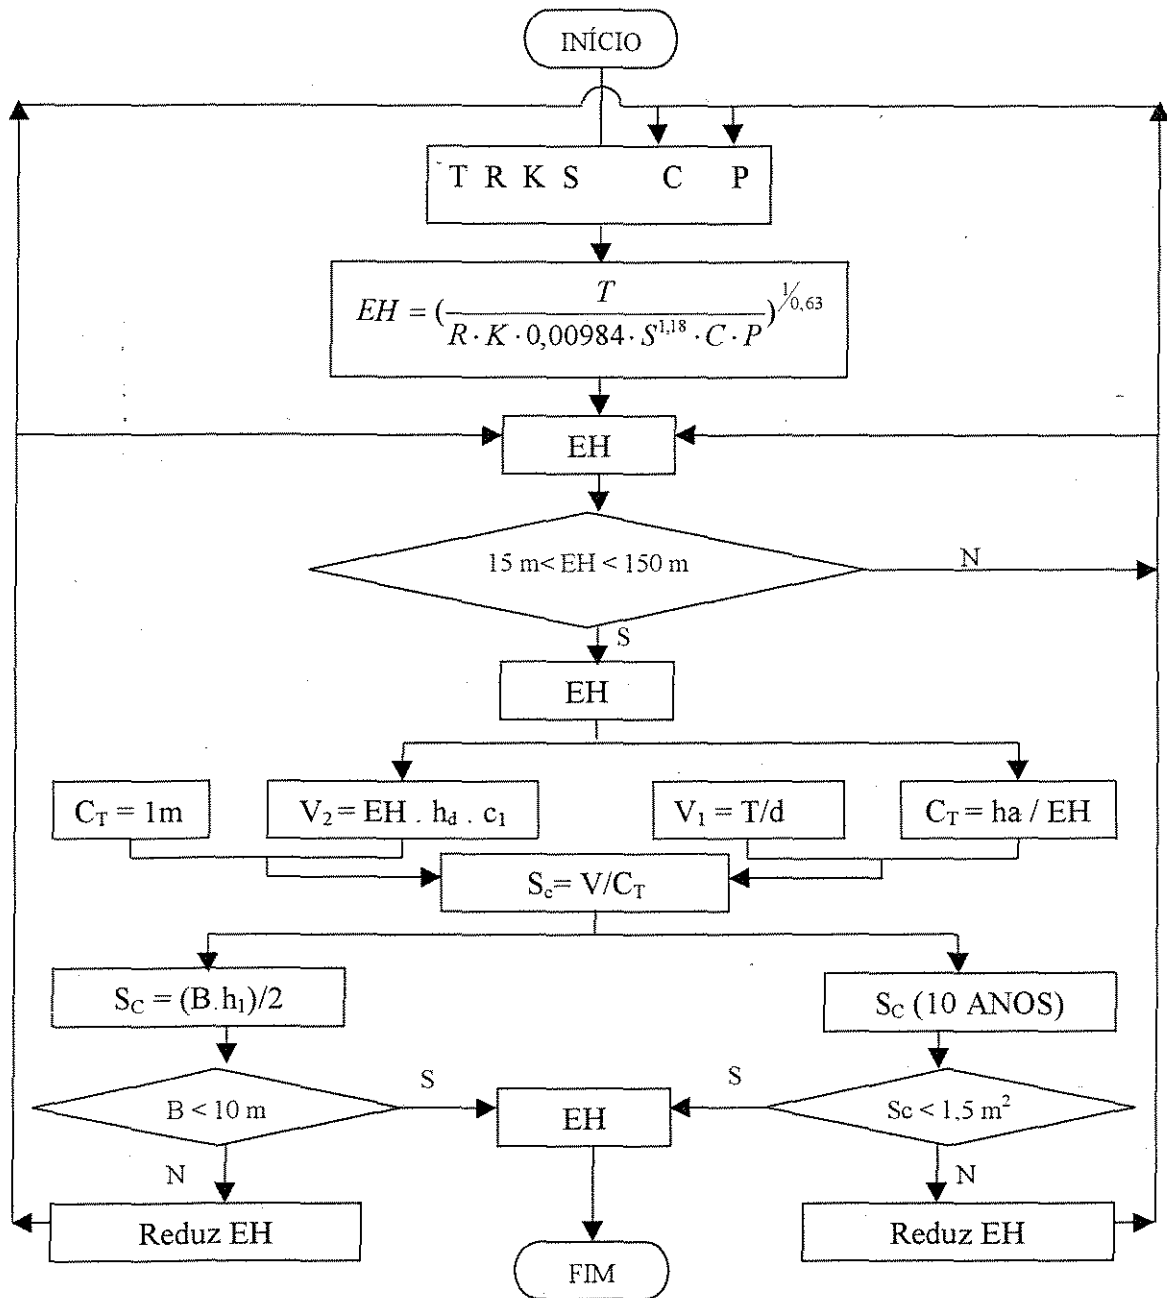 INÍCIO
T R K S C P
EH = (T / R · K · 0,00984 · S^1,18 · C · P)^1/0,63
EH
15 m< EH < 150 m
N
S
EH
C_T = 1m
V_2 = EH . h_d . c_1
V_1 = T/d
C_T = ha / EH
S_c = V/C_T
S_C = (B.h_1)/2
S_C (10 ANOS)
B < 10 m
S
EH
S
Sc < 1,5 m²
N
N
Reduz EH
Reduz EH
FIM